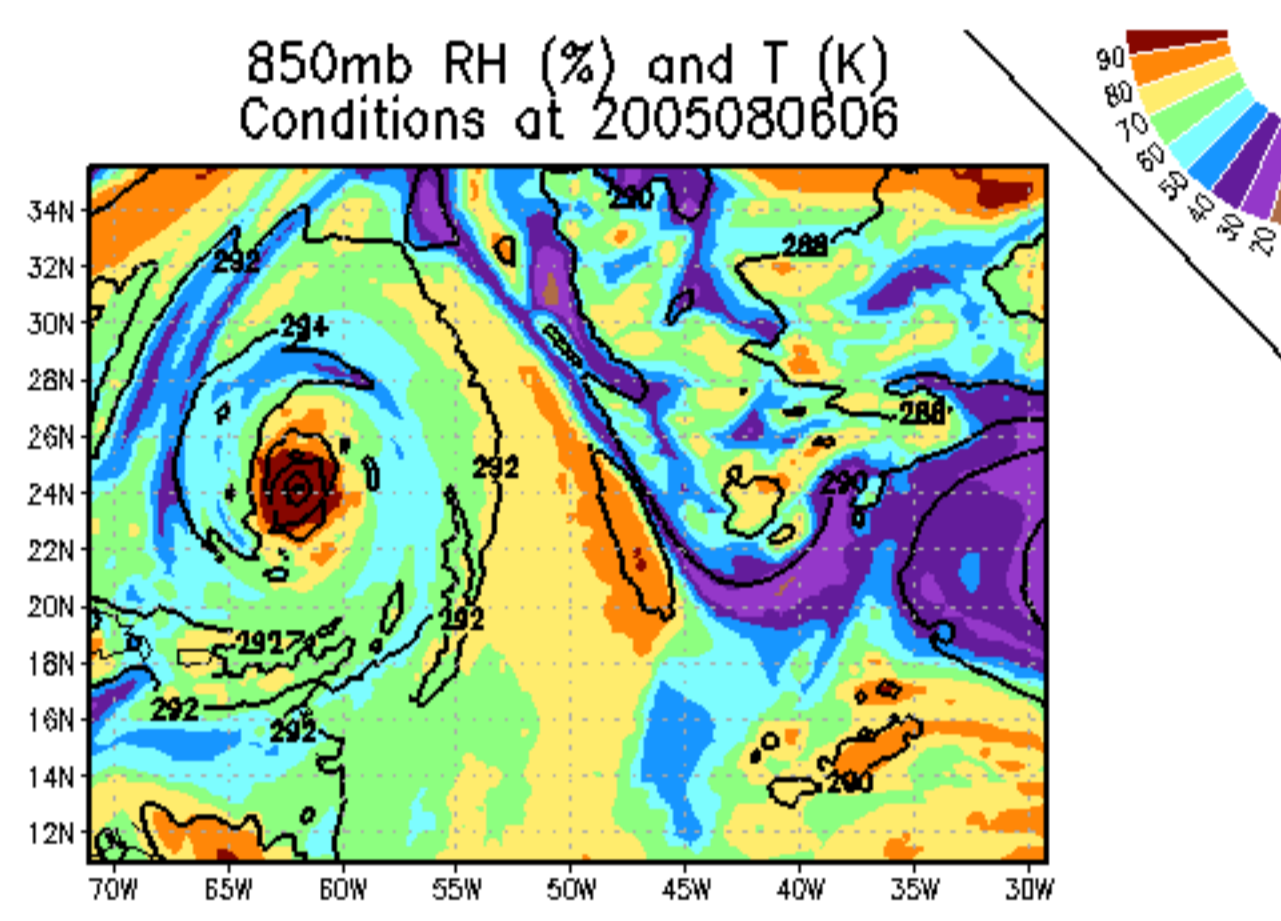 850mb RH (%) and T (K)
Conditions at 2005080606
90
80
70
60
50
40
30
20
34N
32N
30N
28N
26N
24N
22N
20N
18N
16N
14N
12N
290
288
292
294
288
292
290
292
292
292
292
290
70W 65W 60W 55W 50W 45W 40W 35W 30W